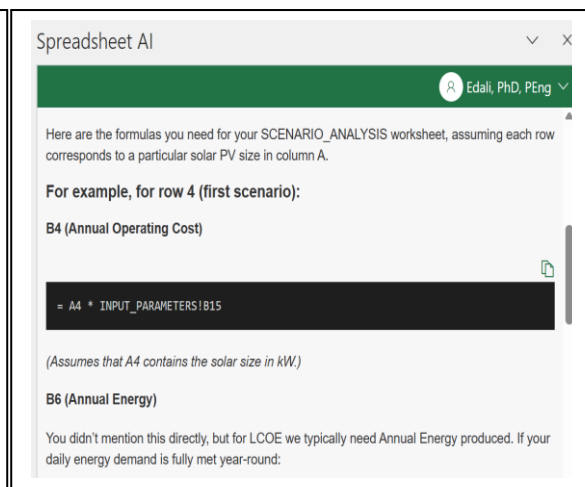 Spreadsheet AI
Edali, PhD, PEng
Here are the formulas you need for your SCENARIO_ANALYSIS worksheet, assuming each row
corresponds to a particular solar PV size in column A.
For example, for row 4 (first scenario):
B4 (Annual Operating Cost)
= A4 * INPUT_PARAMETERS!B15
(Assumes that A4 contains the solar size in kW.)
B6 (Annual Energy)
You didn't mention this directly, but for LCOE we typically need Annual Energy produced. If your
daily energy demand is fully met year-round: